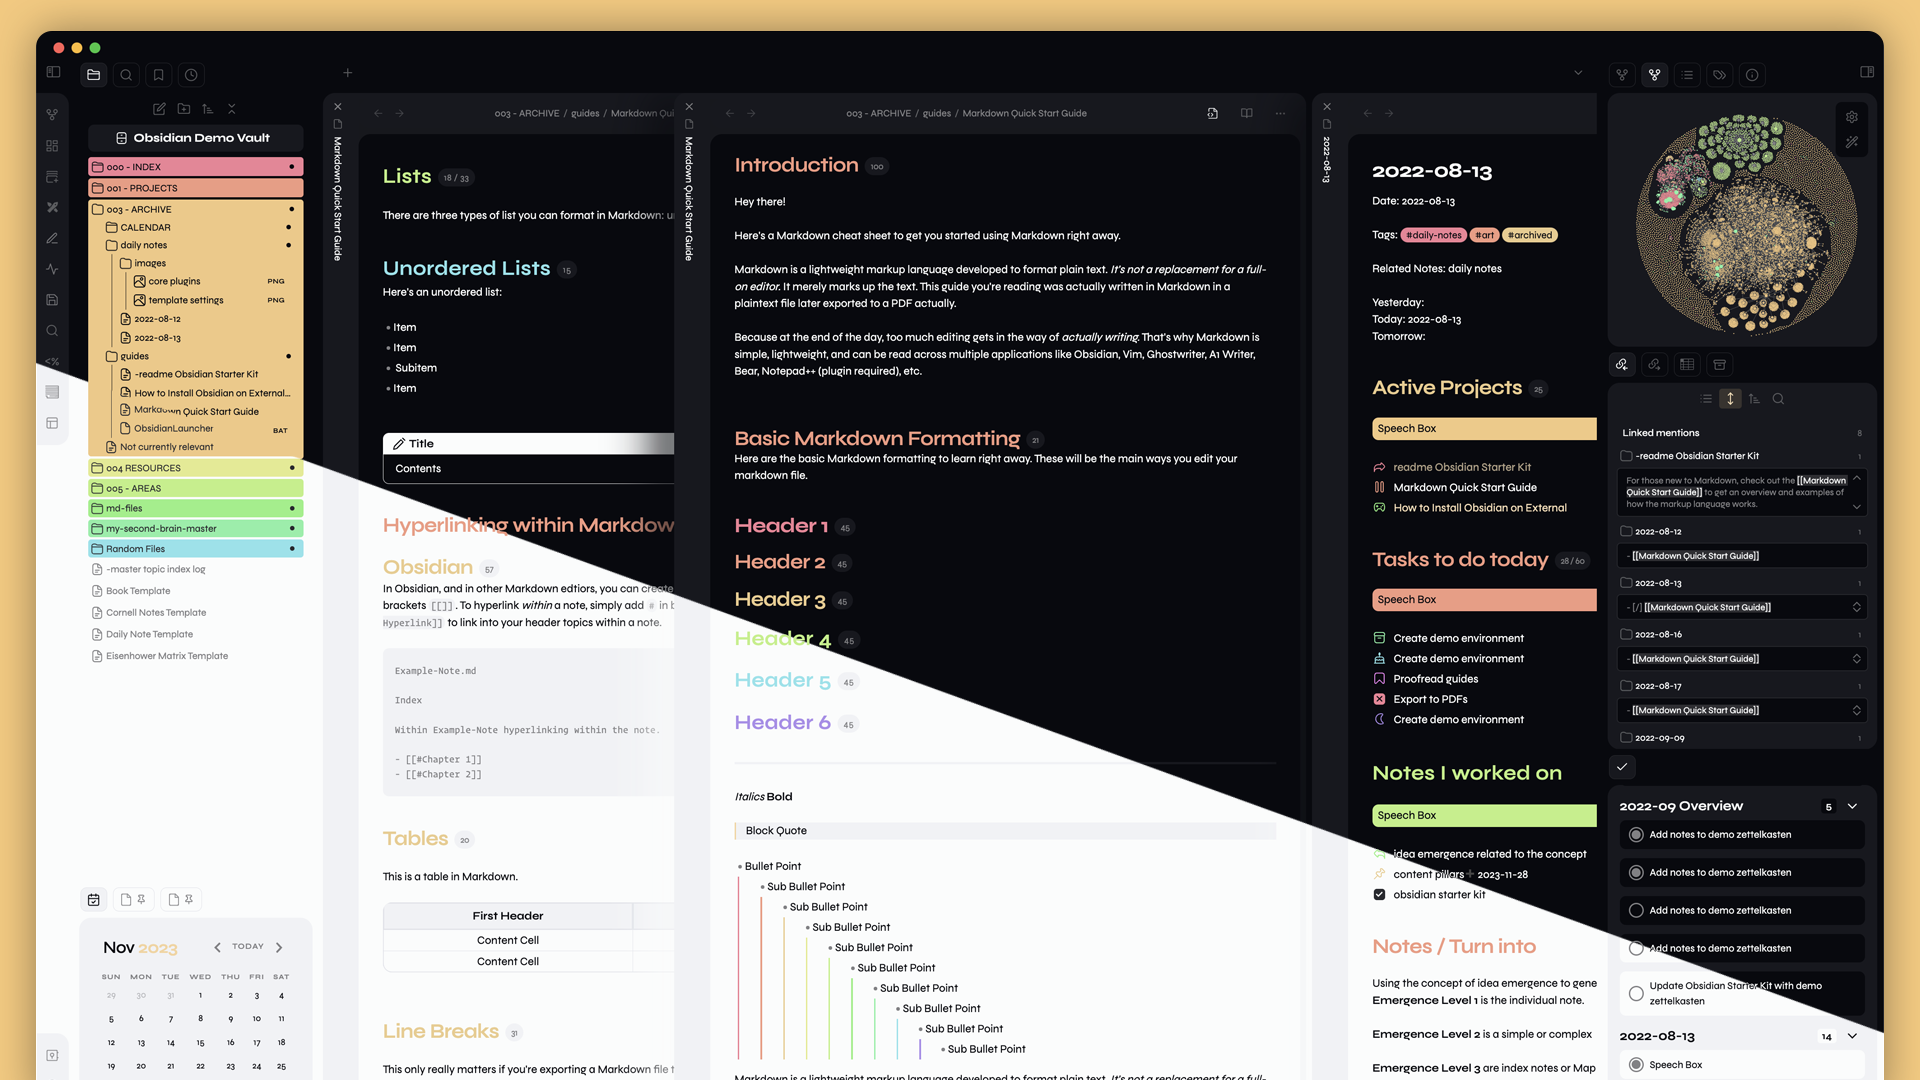 Obsidian Demo Vault
000 - INDEX
001 - PROJECTS
003 - ARCHIVE
CALENDAR
daily notes
images
core plugins PNG
template settings PNG
2022-08-12
2022-08-13
guides
-readme Obsidian Starter Kit
How to Install Obsidian on External...
Markdown Quick Start Guide
ObsidianLauncher BAT
Not currently relevant
004 RESOURCES
005 - AREAS
md-files
my-second-brain-master
Random Files
-master topic index log
Book Template
Cornell Notes Template
Daily Note Template
Eisenhower Matrix Template
Nov 2023 TODAY
SUN MON TUE WED THU FRI SAT
29 30 31 1 2 3 4
5 6 7 8 9 10 11
12 13 14 15 16 17 18
19 20 21 22 23 24 25
Markdown Quick Start Guide
003 - ARCHIVE / guides / Markdown Qui
Lists 18 / 33
There are three types of list you can format in Markdown: u
Unordered Lists 15
Here's an unordered list:
Item
Item
Subitem
Item
Title
Contents
Hyperlinking within Markdow
Obsidian 57
In Obsidian, and in other Markdown edtiors, you can create
brackets [[]]. To hyperlink within a note, simply add # in b
Hyperlink]] to link into your header topics within a note.
Example-Note.md
Index
Within Example-Note hyperlinking within the note.
- [[#Chapter 1]]
- [[#Chapter 2]]
Tables 20
This is a table in Markdown.
First Header
Content Cell
Content Cell
Line Breaks 31
This only really matters if you're exporting a Markdown file t
Markdown Quick Start Guide
003 - ARCHIVE / guides / Markdown Quick Start Guide
Introduction 100
Hey there!
Here's a Markdown cheat sheet to get you started using Markdown right away.
Markdown is a lightweight markup language developed to format plain text. It's not a replacement for a full-
on editor. It merely marks up the text. This guide you're reading was actually written in Markdown in a
plaintext file later exported to a PDF actually.
Because at the end of the day, too much editing gets in the way of actually writing. That's why Markdown is
simple, lightweight, and can be read across multiple applications like Obsidian, Vim, Ghostwriter, A1 Writer,
Bear, Notepad++ (plugin required), etc.
Basic Markdown Formatting 21
Here are the basic Markdown formatting to learn right away. These will be the main ways you edit your
markdown file.
Header 1 45
Header 2 45
Header 3 45
Header 4 45
Header 5 45
Header 6 45
Italics Bold
Block Quote
Bullet Point
Sub Bullet Point
Sub Bullet Point
Sub Bullet Point
Sub Bullet Point
Sub Bullet Point
Sub Bullet Point
Sub Bullet Point
Sub Bullet Point
Sub Bullet Point
Markdown is a lightweight markup language developed to format plain text. It's not a replacement for a full-
2022-08-13
2022-08-13
Date: 2022-08-13
Tags: #daily-notes #art #archived
Related Notes: daily notes
Yesterday:
Today: 2022-08-13
Tomorrow:
Active Projects 25
Speech Box
readme Obsidian Starter Kit
Markdown Quick Start Guide
How to Install Obsidian on External
Tasks to do today 28 / 60
Speech Box
Create demo environment
Create demo environment
Proofread guides
Export to PDFs
Create demo environment
Notes I worked on
Speech Box
idea emergence related to the concept
content pillars + 2023-11-28
obsidian starter kit
Notes / Turn into
Using the concept of idea emergence to gene
Emergence Level 1 is the individual note.
Emergence Level 2 is a simple or complex
Emergence Level 3 are index notes or Map
Linked mentions 8
-readme Obsidian Starter Kit 1
For those new to Markdown, check out the [[Markdown
Quick Start Guide]] to get an overview and examples of
how the markup language works.
2022-08-12 1
- [[Markdown Quick Start Guide]]
2022-08-13 1
- [/] [[Markdown Quick Start Guide]]
2022-08-16 1
- [[Markdown Quick Start Guide]]
2022-08-17 1
- [[Markdown Quick Start Guide]]
2022-09-09 1
2022-09 Overview 5
Add notes to demo zettelkasten
Add notes to demo zettelkasten
Add notes to demo zettelkasten
Add notes to demo zettelkasten
Update Obsidian Starter Kit with demo
zettelkasten
2022-08-13 14
Speech Box